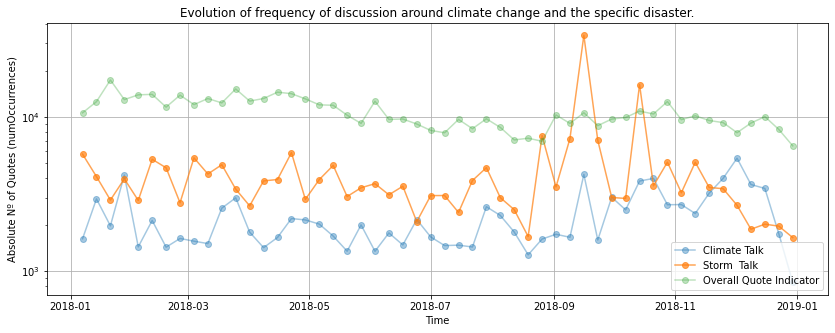 Evolution of frequency of discussion around climate change and the specific disaster.
Absolute Nº of Quotes (numOccurrences)
10⁴
10³
Climate Talk
Storm Talk
Overall Quote Indicator
2018-01
2018-03
2018-05
2018-07
2018-09
2018-11
2019-01
Time